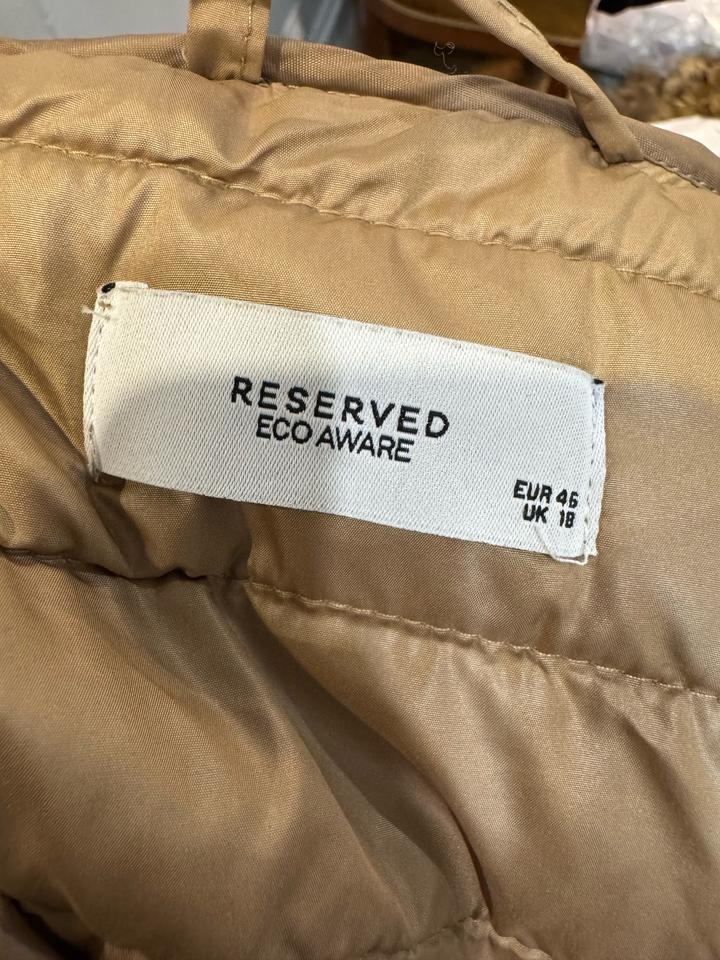 RESERVED
ECO AWARE
EUR 46
UK 18